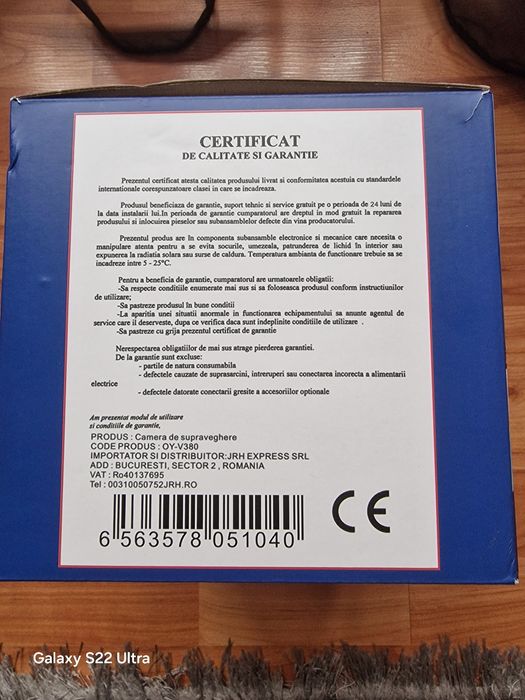 CERTIFICAT
DE CALITATE SI GARANTIE
Prezentul certificat atesta calitatea produsului livrat si conformitatea acestuia cu standardele
internationale corespunzatoare clasei in care se incadreaza.
Produsul beneficiaza de garantie, suport tehnic si service gratuit pe o perioada de 24 luni de
la data instalarii lui.In perioada de garantie cumparatorul are dreptul in mod gratuit la repararea
produsului si inlocuirea pieselor sau subansamblelor defecte din vina producatorului.
Prezentul produs are in componenta subansamble electronice si mecanice care necesita o
manipulare atenta pentru a se evita socurile, umezeala, patrunderea de lichid in interior sau
expunerea la radiatia solara sau surse de caldura. Temperatura ambianta de functionare trebuie sa se
incadreze intre 5 - 25°C.
Pentru a beneficia de garantie, cumparatorul are urmatoarele obligatii:
-Sa respecte conditiile enumerate mai sus si sa foloseasca produsul conform instructiunilor
de utilizare;
-Sa pastreze produsul în bune conditii
-La aparitia unei situatii anormale in functionarea echipamentului sa anunte agentul de
service care il deserveste, dupa ce verifica daca sunt indeplinite conditiile de utilizare .
-Sa pastreze cu grija prezentul certificat de garantie
Nerespectarea obligatiilor de mai sus atrage pierderea garantiei.
De la garantie sunt excluse:
- partile de natura consumabila
- defectele cauzate de suprasarcini, intreruperi sau conectarea incorecta a alimentarii
electrice
- defectele datorate conectarii gresite a accesoriilor optionale
Am prezentat modul de utilizare
si conditiile de garantie,
PRODUS : Camera de supraveghere
CODE PRODUS : OY-V380
IMPORTATOR SI DISTRIBUITOR:JRH EXPRESS SRL
ADD : BUCURESTI, SECTOR 2 , ROMANIA
VAT : Ro40137695
Tel : 00310050752JRH.RO
6 563578 051040
CE
Galaxy S22 Ultra